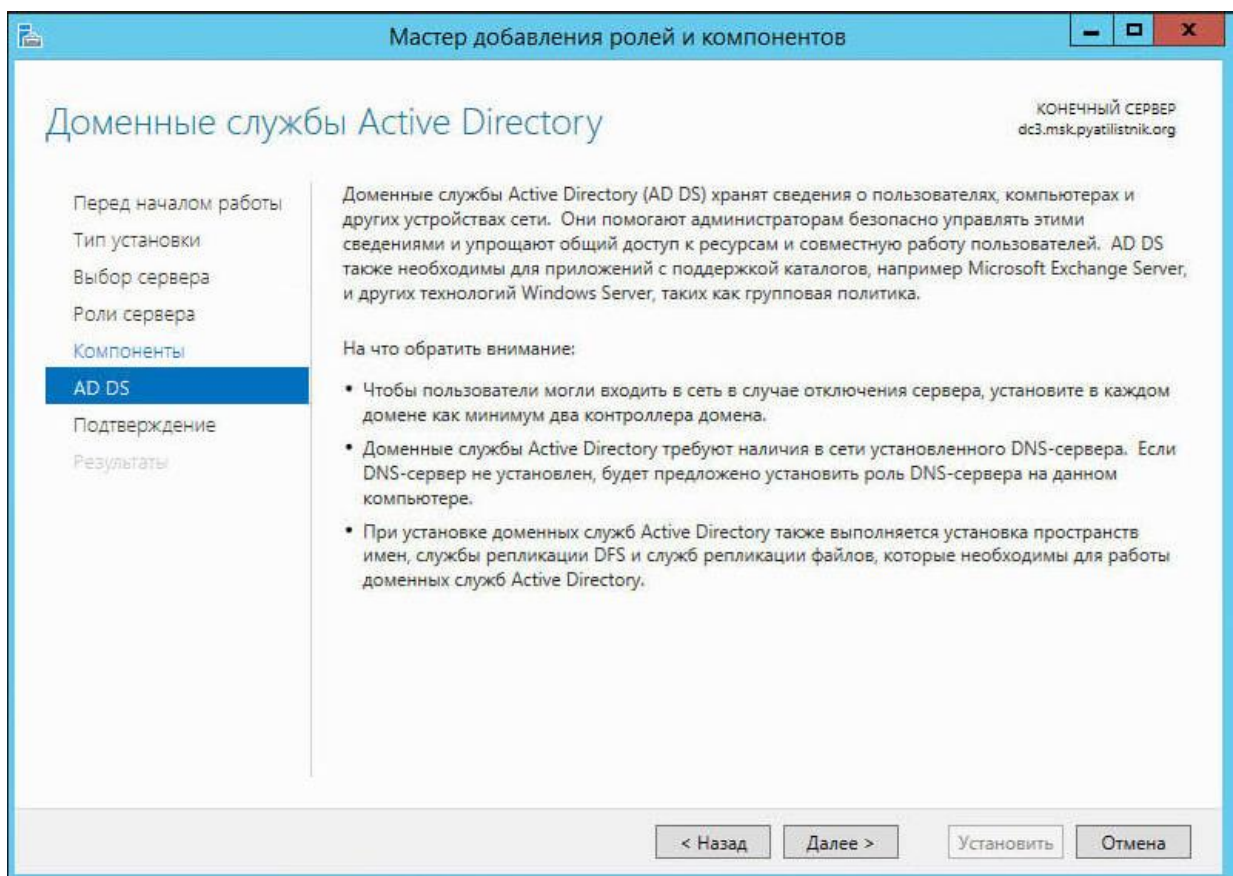 Мастер добавления ролей и компонентов
Доменные службы Active Directory
КОНЕЧНЫЙ СЕРВЕР
dc3.msk.pyatilistnik.org
Перед началом работы
Тип установки
Выбор сервера
Роли сервера
Компоненты
AD DS
Подтверждение
Результаты
Доменные службы Active Directory (AD DS) хранят сведения о пользователях, компьютерах и
других устройствах сети. Они помогают администраторам безопасно управлять этими
сведениями и упрощают общий доступ к ресурсам и совместную работу пользователей. AD DS
также необходимы для приложений с поддержкой каталогов, например Microsoft Exchange Server,
и других технологий Windows Server, таких как групповая политика.
На что обратить внимание:
• Чтобы пользователи могли входить в сеть в случае отключения сервера, установите в каждом
домене как минимум два контроллера домена.
• Доменные службы Active Directory требуют наличия в сети установленного DNS-сервера. Если
DNS-сервер не установлен, будет предложено установить роль DNS-сервера на данном
компьютере.
• При установке доменных служб Active Directory также выполняется установка пространств
имен, службы репликации DFS и служб репликации файлов, которые необходимы для работы
доменных служб Active Directory.
< Назад
Далее >
Установить
Отмена